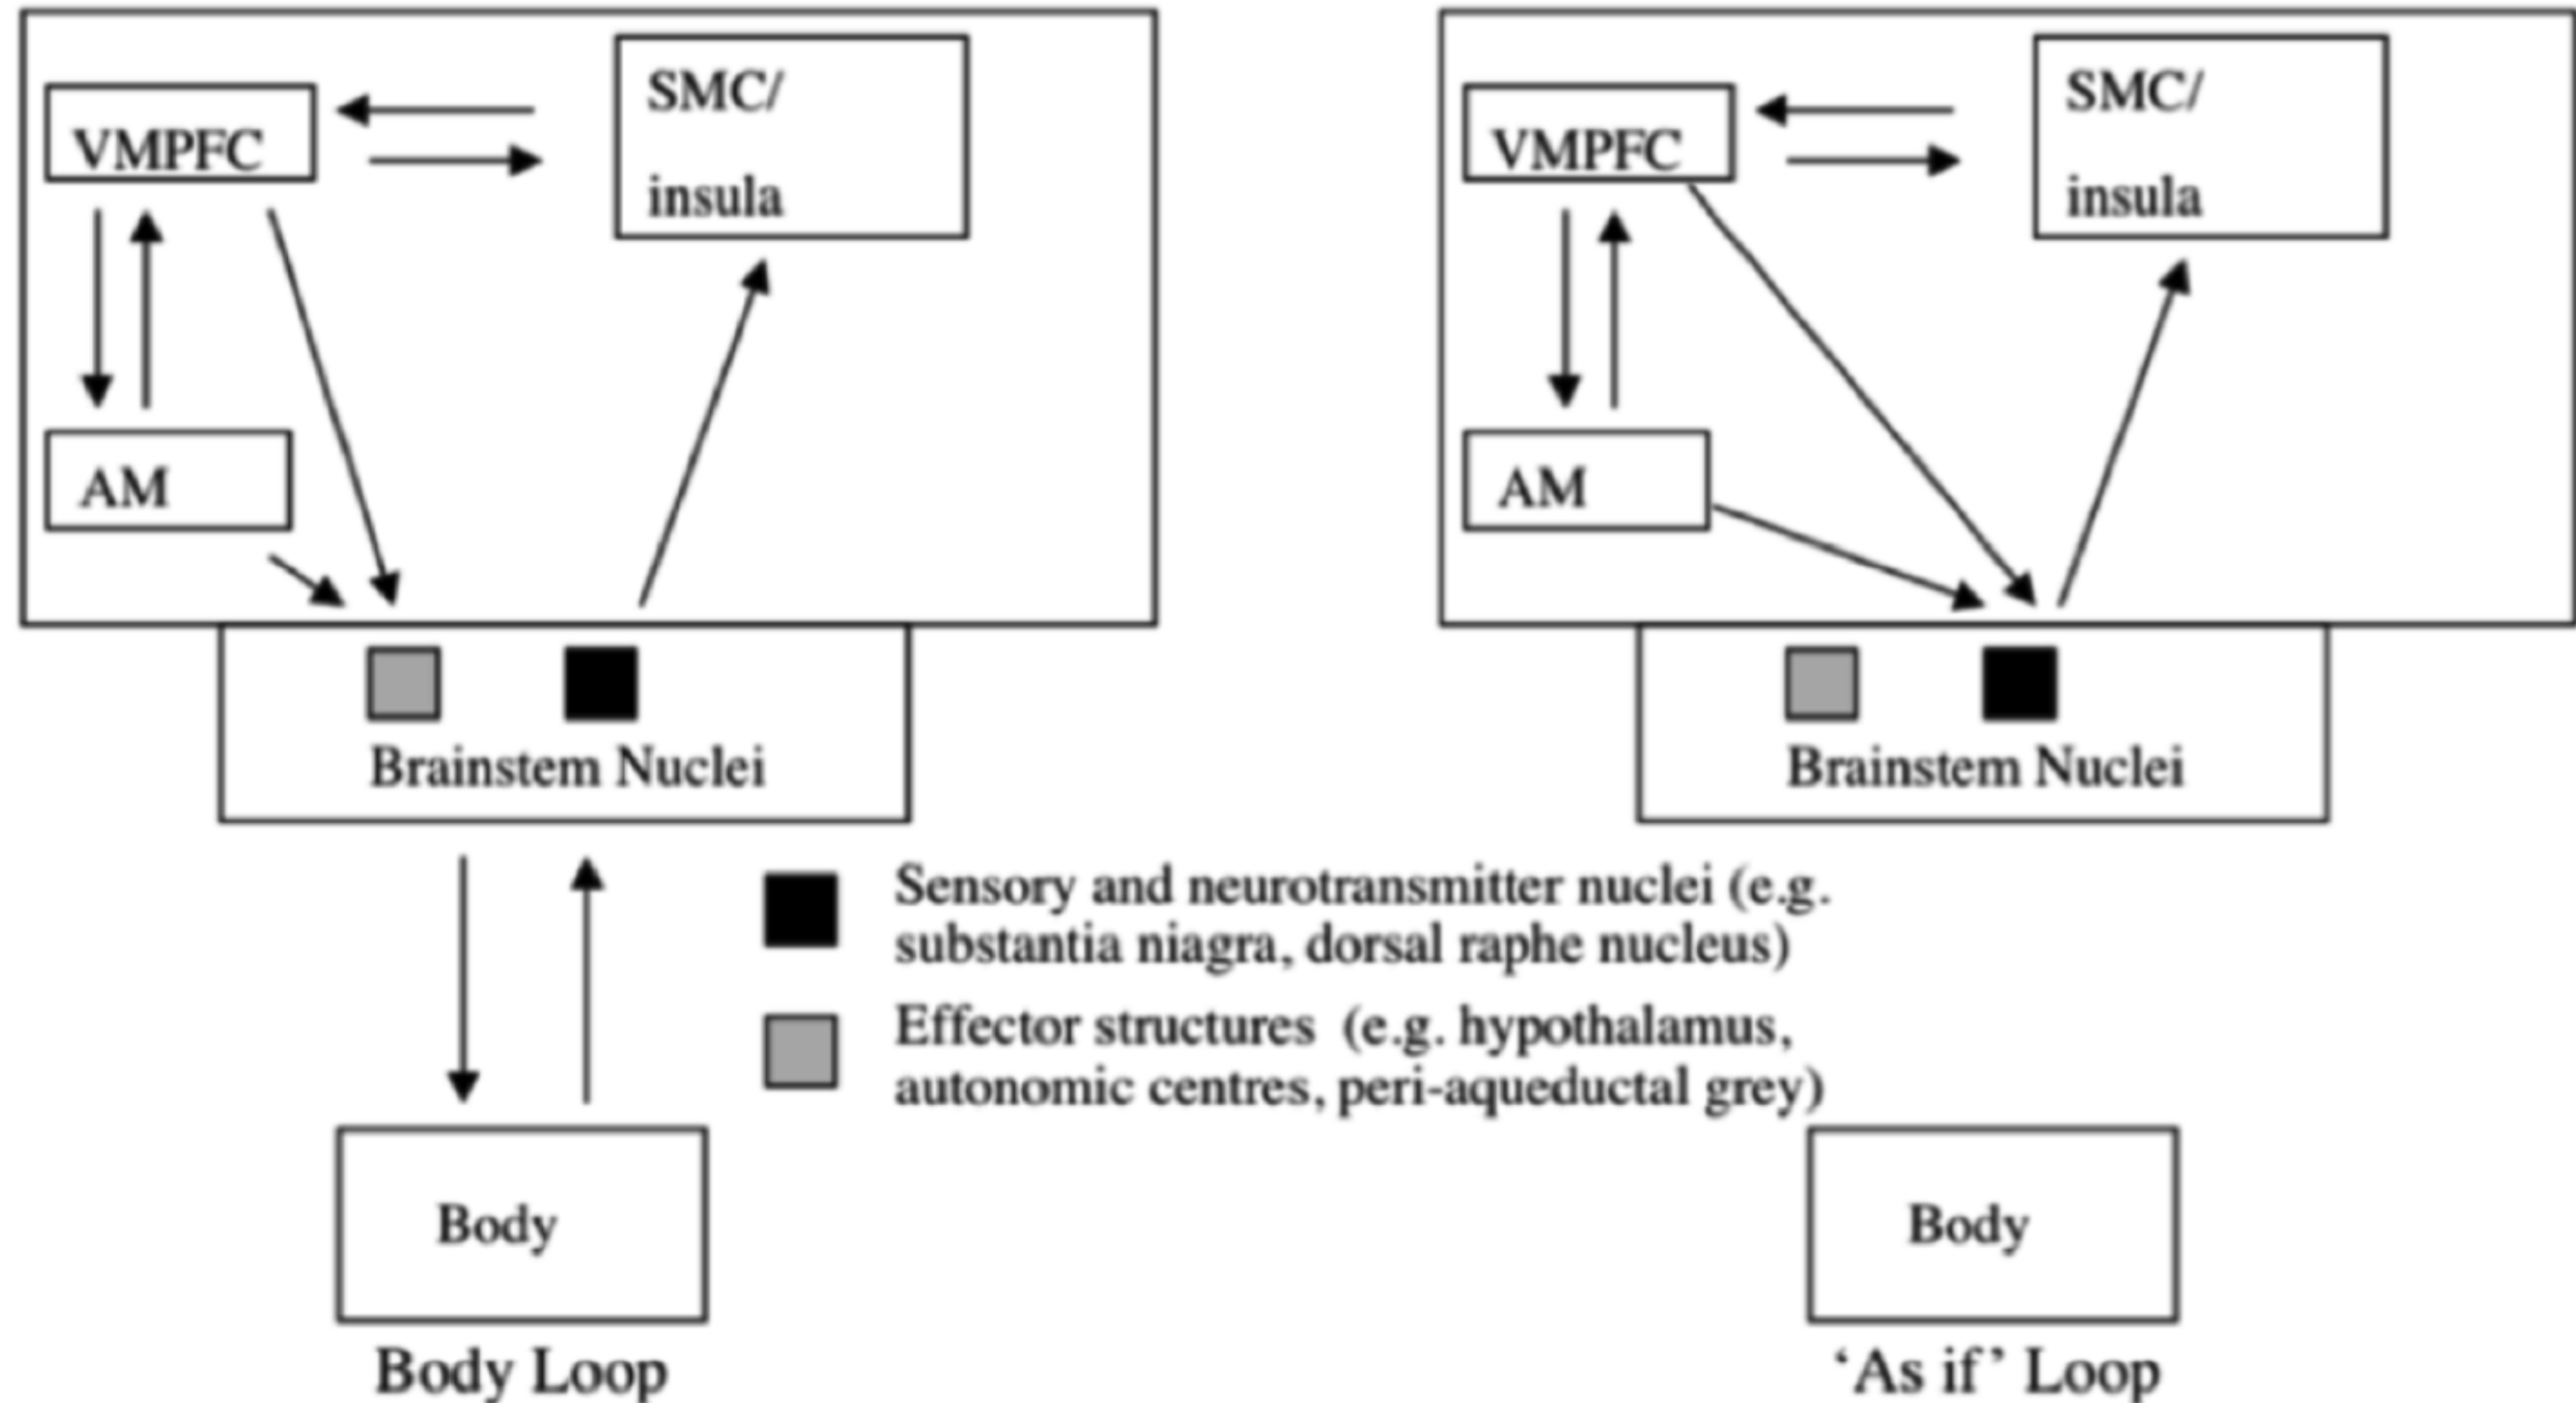 VMPFC
SMC/
insula
AM
Brainstem Nuclei
Body
Body Loop
VMPFC
SMC/
insula
AM
Brainstem Nuclei
Sensory and neurotransmitter nuclei (e.g.
substantia niagra, dorsal raphe nucleus)
Effector structures (e.g. hypothalamus,
autonomic centres, peri-aqueductal grey)
Body
‘As if’ Loop